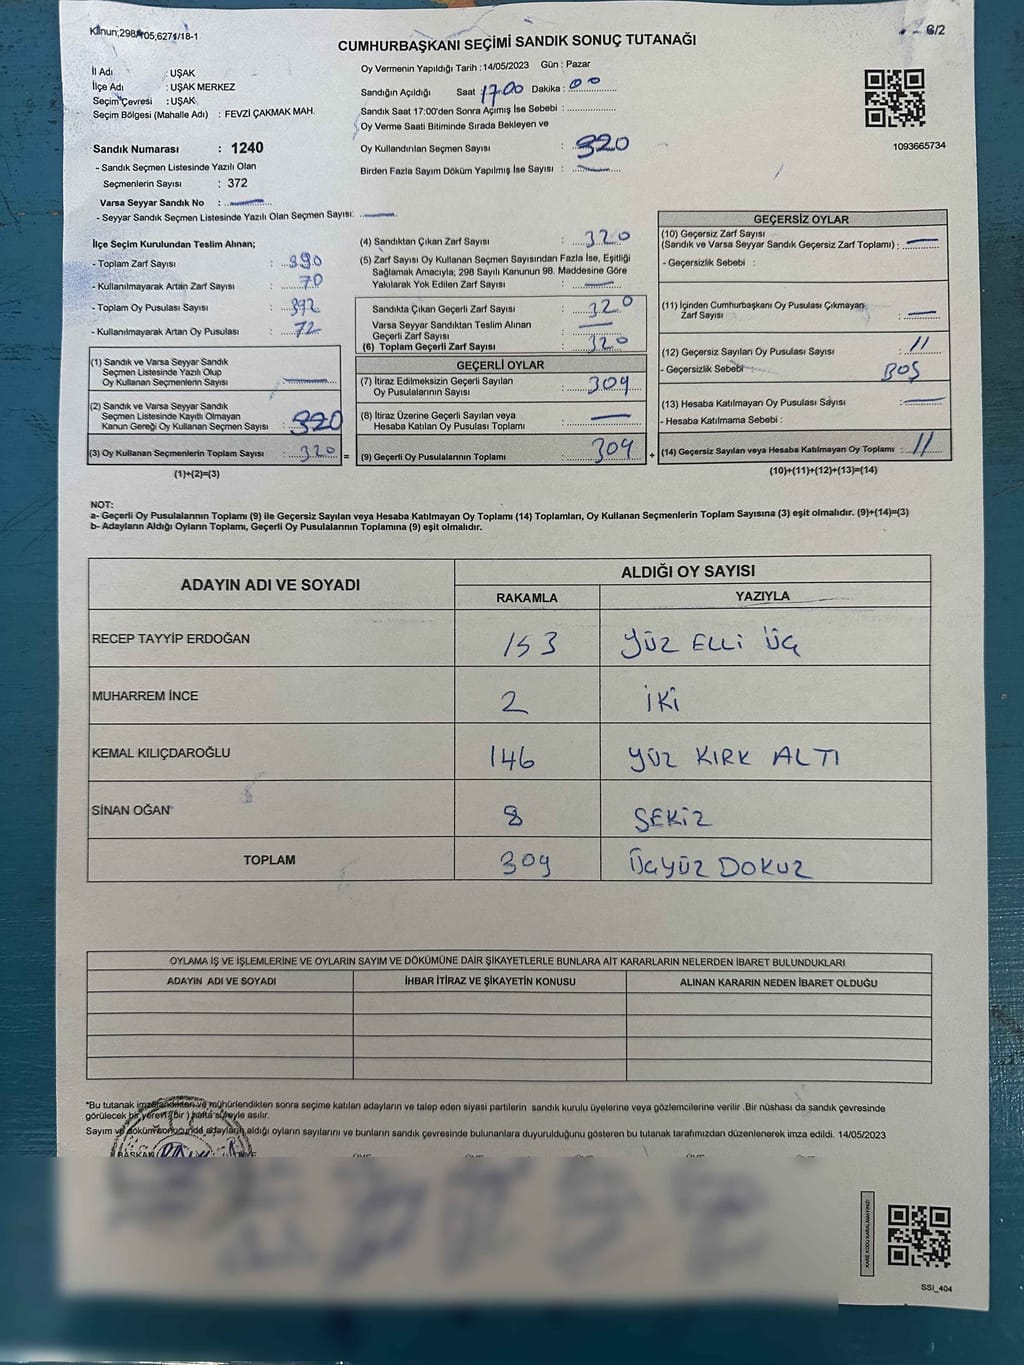 Kanun;298/105;6271/18-1
6/2
CUMHURBAŞKANI SEÇİMİ SANDIK SONUÇ TUTANAĞI
İl Adı : UŞAK
İlçe Adı : UŞAK MERKEZ
Seçim Çevresi : UŞAK
Seçim Bölgesi (Mahalle Adı) : FEVZİ ÇAKMAK MAH.
Sandık Numarası : 1240
- Sandık Seçmen Listesinde Yazılı Olan
Seçmenlerin Sayısı : 372
Varsa Seyyar Sandık No :
- Seyyar Sandık Seçmen Listesinde Yazılı Olan Seçmen Sayısı:
Oy Vermenin Yapıldığı Tarih :14/05/2023 Gün : Pazar
Sandığın Açıldığı Saat 17.00 Dakika : 00
Sandık Saat 17:00'den Sonra Açımış İse Sebebi :
Oy Verme Saati Bitiminde Sırada Bekleyen ve
Oy Kullandırılan Seçmen Sayısı : 320
Birden Fazla Sayım Döküm Yapılmış İse Sayısı :
1093665734
İlçe Seçim Kurulundan Teslim Alınan;
- Toplam Zarf Sayısı : 390
- Kullanılmayarak Artan Zarf Sayısı : 70
- Toplam Oy Pusulası Sayısı : 392
- Kullanılmayarak Artan Oy Pusulası : 72
(1) Sandık ve Varsa Seyyar Sandık
Seçmen Listesinde Yazılı Olup
Oy Kullanan Seçmenlerin Sayısı :
(2) Sandık ve Varsa Seyyar Sandık
Seçmen Listesinde Kayıtlı Olmayan
Kanun Gereği Oy Kullanan Seçmen Sayısı : 320
(3) Oy Kullanan Seçmenlerin Toplam Sayısı : 320 =
(1)+(2)=(3)
(4) Sandıktan Çıkan Zarf Sayısı : 320
(5) Zarf Sayısı Oy Kullanan Seçmen Sayısından Fazla İse, Eşitliği
Sağlamak Amacıyla; 298 Sayılı Kanunun 98. Maddesine Göre
Yakılarak Yok Edilen Zarf Sayısı :
Sandıkta Çıkan Geçerli Zarf Sayısı : 320
Varsa Seyyar Sandıktan Teslim Alınan
Geçerli Zarf Sayısı :
(6) Toplam Geçerli Zarf Sayısı : 320
GEÇERLİ OYLAR
(7) İtiraz Edilmeksizin Geçerli Sayılan
Oy Pusulalarının Sayısı : 309
(8) İtiraz Üzerine Geçerli Sayılan veya
Hesaba Katılan Oy Pusulaları Toplamı :
(9) Geçerli Oy Pusulalarının Toplamı : 309 +
GEÇERSİZ OYLAR
(10) Geçersiz Zarf Sayısı
(Sandık ve Varsa Seyyar Sandık Geçersiz Zarf Toplamı) :
- Geçersizlik Sebebi :
(11) İçinden Cumhurbaşkanı Oy Pusulası Çıkmayan
Zarf Sayısı :
(12) Geçersiz Sayılan Oy Pusulası Sayısı : 11
- Geçersizlik Sebebi : BOŞ
(13) Hesaba Katılmayan Oy Pusulası Sayısı :
- Hesaba Katılmama Sebebi :
(14) Geçersiz Sayılan veya Hesaba Katılmayan Oy Toplamı : 11
(10)+(11)+(12)+(13)=(14)
NOT:
a- Geçerli Oy Pusulalarının Toplamı (9) ile Geçersiz Sayılan veya Hesaba Katılmayan Oy Toplamı (14) Toplamları, Oy Kullanan Seçmenlerin Toplam Sayısına (3) eşit olmalıdır. (9)+(14)=(3)
b- Adayların Aldığı Oyların Toplamı, Geçerli Oy Pusulalarının Toplamına (9) eşit olmalıdır.
ADAYIN ADI VE SOYADI ALDIĞI OY SAYISI
RAKAMLA YAZIYLA
RECEP TAYYİP ERDOĞAN 153 YÜZ ELLİ ÜÇ
MUHARREM İNCE 2 İKİ
KEMAL KILIÇDAROĞLU 146 YÜZ KIRK ALTI
SİNAN OĞAN 8 SEKİZ
TOPLAM 309 ÜÇYÜZ DOKUZ
OYLAMA İŞ VE İŞLEMLERİNE VE OYLARIN SAYIM VE DÖKÜMÜNE DAİR ŞİKAYETLERLE BUNLARA AİT KARARLARIN NELERDEN İBARET BULUNDUKLARI
ADAYIN ADI VE SOYADI İHBAR İTİRAZ VE ŞİKAYETİN KONUSU ALINAN KARARIN NEDEN İBARET OLDUĞU
*Bu tutanak imzalandıktan ve mühürlendikten sonra seçime katılan adayların ve talep eden siyasi partilerin sandık kurulu üyelerine veya gözlemcilerine verilir .Bir nüshası da sandık çevresinde
görülecek bir yere 1 (bir ) hafta süreyle asılır.
Sayım ve döküm sonucunda adayların aldığı oyların sayılarını ve bunların sandık çevresinde bulunanlara duyurulduğunu gösteren bu tutanak tarafımızdan düzenlenerek imza edildi. 14/05/2023
BAŞKAN
KARE KODU KARALAMAYINIZ!
SSI_404